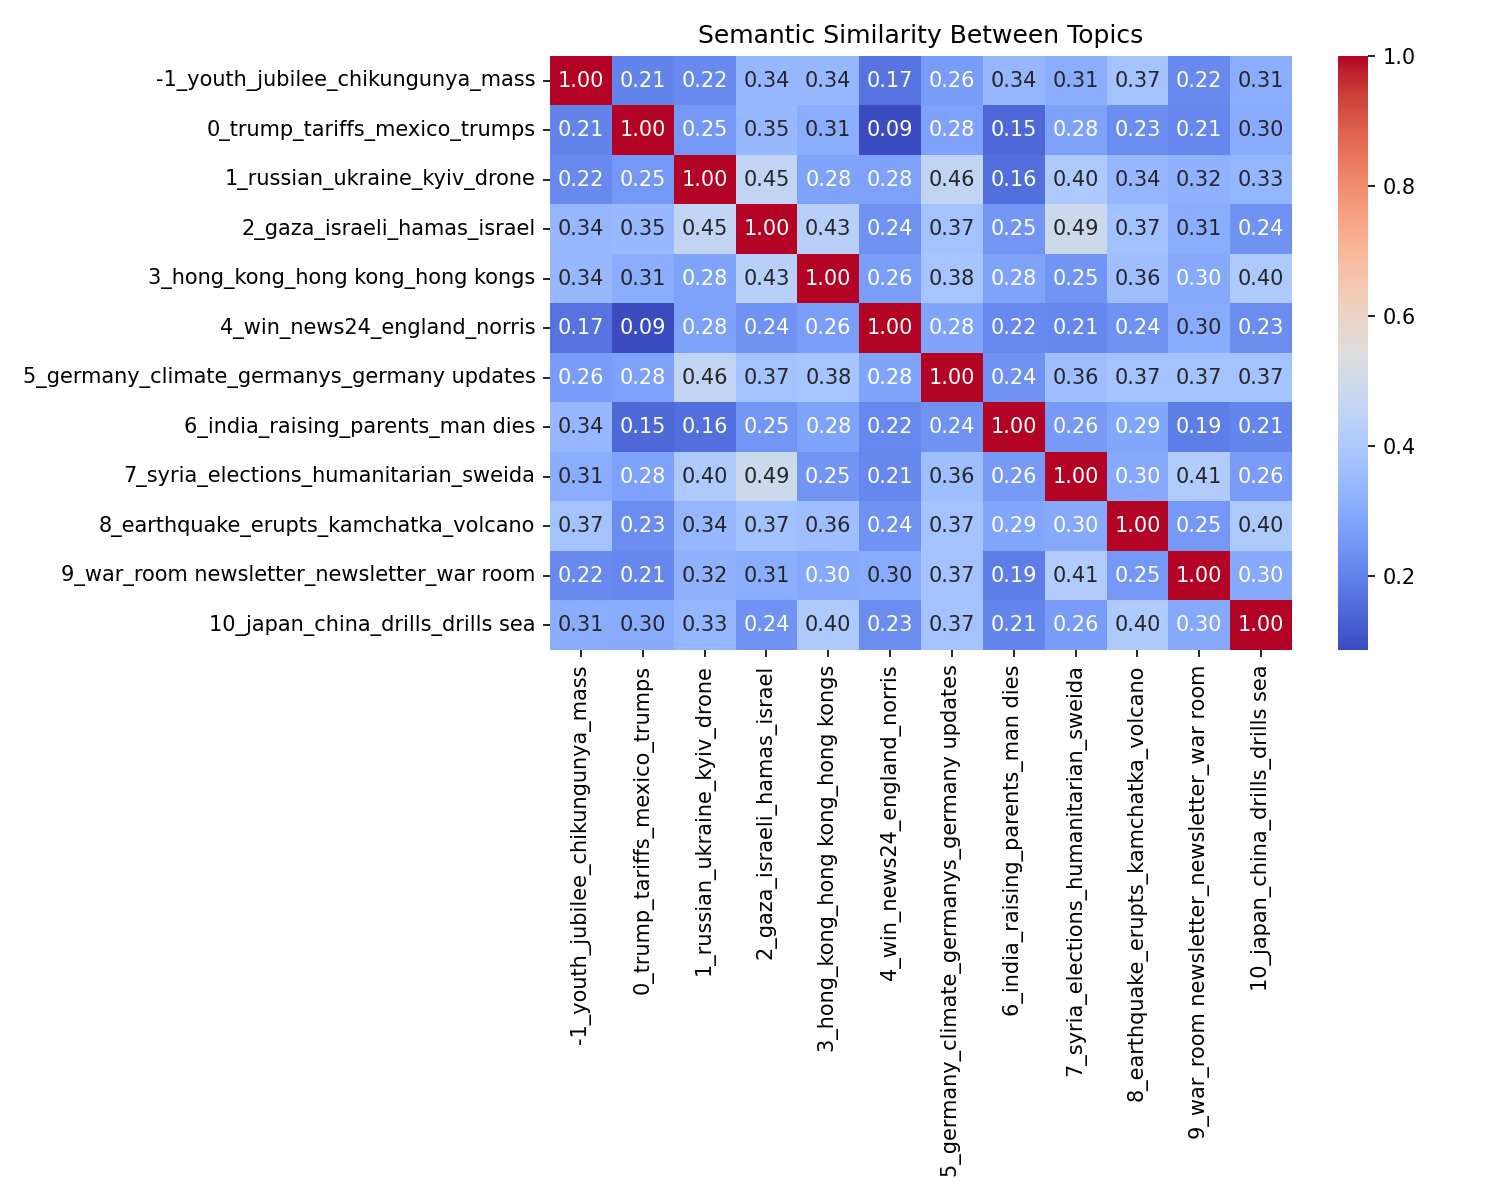 Semantic Similarity Between Topics
-1_youth_jubilee_chikungunya_mass 1.00 0.21 0.22 0.34 0.34 0.17 0.26 0.34 0.31 0.37 0.22 0.31
0_trump_tariffs_mexico_trumps 0.21 1.00 0.25 0.35 0.31 0.09 0.28 0.15 0.28 0.23 0.21 0.30
1_russian_ukraine_kyiv_drone 0.22 0.25 1.00 0.45 0.28 0.28 0.46 0.16 0.40 0.34 0.32 0.33
2_gaza_israeli_hamas_israel 0.34 0.35 0.45 1.00 0.43 0.24 0.37 0.25 0.49 0.37 0.31 0.24
3_hong_kong_hong kong_hong kongs 0.34 0.31 0.28 0.43 1.00 0.26 0.38 0.28 0.25 0.36 0.30 0.40
4_win_news24_england_norris 0.17 0.09 0.28 0.24 0.26 1.00 0.28 0.22 0.21 0.24 0.30 0.23
5_germany_climate_germanys_germany updates 0.26 0.28 0.46 0.37 0.38 0.28 1.00 0.24 0.36 0.37 0.37 0.37
6_india_raising_parents_man dies 0.34 0.15 0.16 0.25 0.28 0.22 0.24 1.00 0.26 0.29 0.19 0.21
7_syria_elections_humanitarian_sweida 0.31 0.28 0.40 0.49 0.25 0.21 0.36 0.26 1.00 0.30 0.41 0.26
8_earthquake_erupts_kamchatka_volcano 0.37 0.23 0.34 0.37 0.36 0.24 0.37 0.29 0.30 1.00 0.25 0.40
9_war_room newsletter_newsletter_war room 0.22 0.21 0.32 0.31 0.30 0.30 0.37 0.19 0.41 0.25 1.00 0.30
10_japan_china_drills_drills sea 0.31 0.30 0.33 0.24 0.40 0.23 0.37 0.21 0.26 0.40 0.30 1.00
-1_youth_jubilee_chikungunya_mass
0_trump_tariffs_mexico_trumps
1_russian_ukraine_kyiv_drone
2_gaza_israeli_hamas_israel
3_hong_kong_hong kong_hong kongs
4_win_news24_england_norris
5_germany_climate_germanys_germany updates
6_india_raising_parents_man dies
7_syria_elections_humanitarian_sweida
8_earthquake_erupts_kamchatka_volcano
9_war_room newsletter_newsletter_war room
10_japan_china_drills_drills sea
1.0
0.8
0.6
0.4
0.2